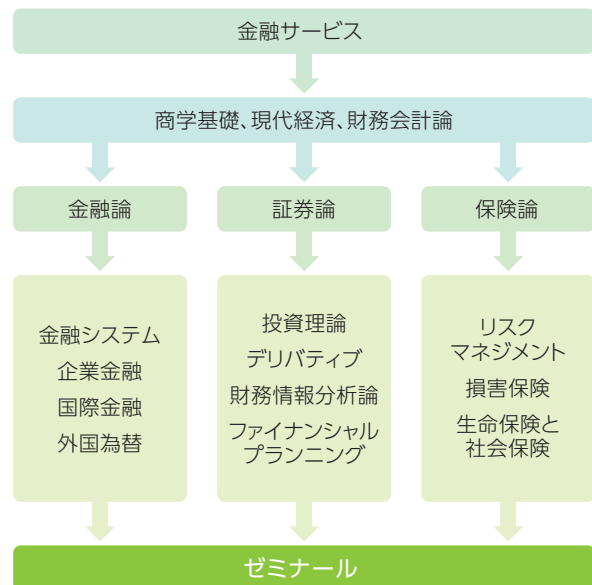 金融サービス
商学基礎、現代経済、財務会計論
金融論
証券論
保険論
金融システム
企業金融
国際金融
外国為替
投資理論
デリバティブ
財務情報分析論
ファイナンシャル
プランニング
リスク
マネジメント
損害保険
生命保険と
社会保険
ゼミナール